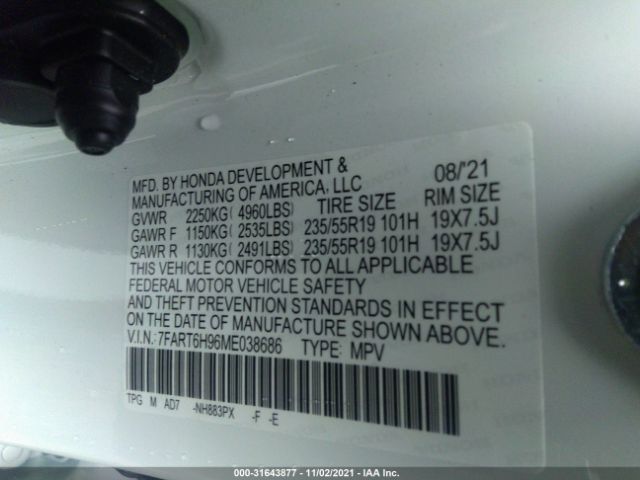 MFD. BY HONDA DEVELOPMENT & 08/'21
MANUFACTURING OF AMERICA, LLC
GVWR 2250KG( 4960LBS) TIRE SIZE RIM SIZE
GAWR F 1150KG( 2535LBS) 235/55R19 101H 19X7.5J
GAWR R 1130KG( 2491LBS) 235/55R19 101H 19X7.5J
THIS VEHICLE CONFORMS TO ALL APPLICABLE
FEDERAL MOTOR VEHICLE SAFETY
AND THEFT PREVENTION STANDARDS IN EFFECT
ON THE DATE OF MANUFACTURE SHOWN ABOVE.
V.I.N.: 7FART6H96ME038686 TYPE: MPV
TPG M AD7 -NH883PX -F -E
000-31643877 - 11/02/2021 - IAA Inc.